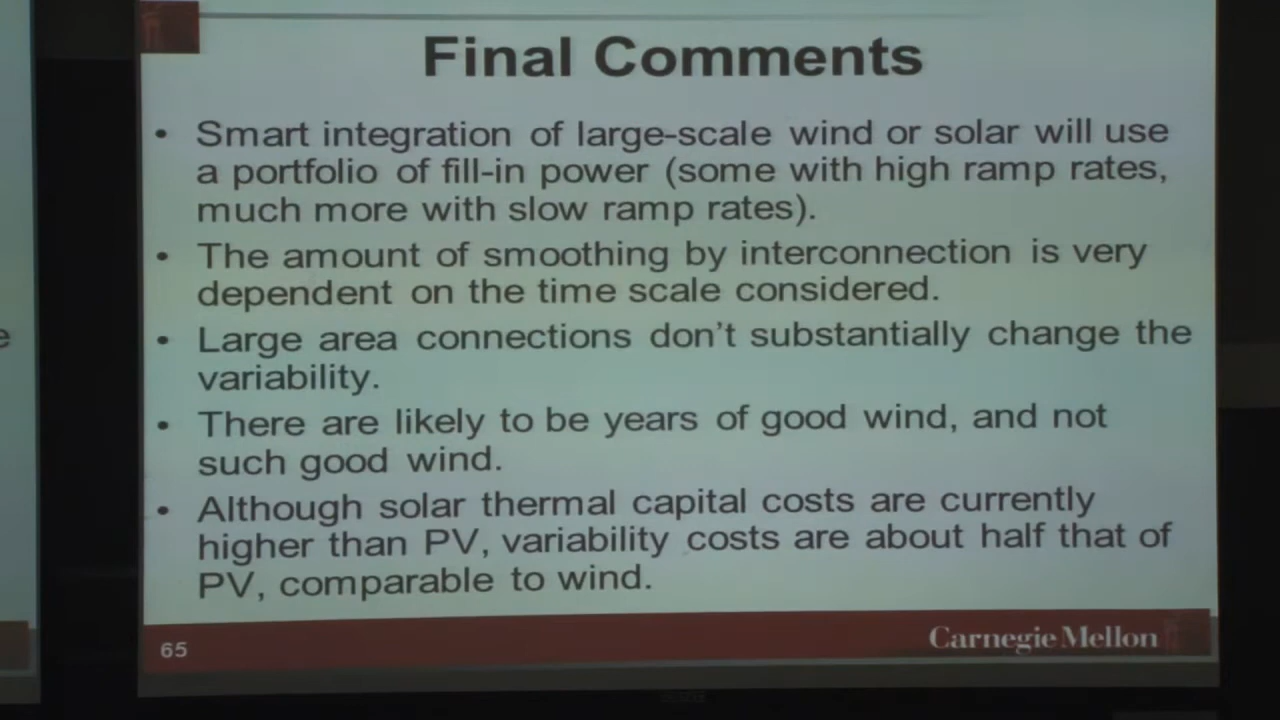 Final Comments
• Smart integration of large-scale wind or solar will use
a portfolio of fill-in power (some with high ramp rates,
much more with slow ramp rates).
• The amount of smoothing by interconnection is very
dependent on the time scale considered.
• Large area connections don't substantially change the
variability.
• There are likely to be years of good wind, and not
such good wind.
• Although solar thermal capital costs are currently
higher than PV, variability costs are about half that of
PV, comparable to wind.
65
Carnegie Mellon
e